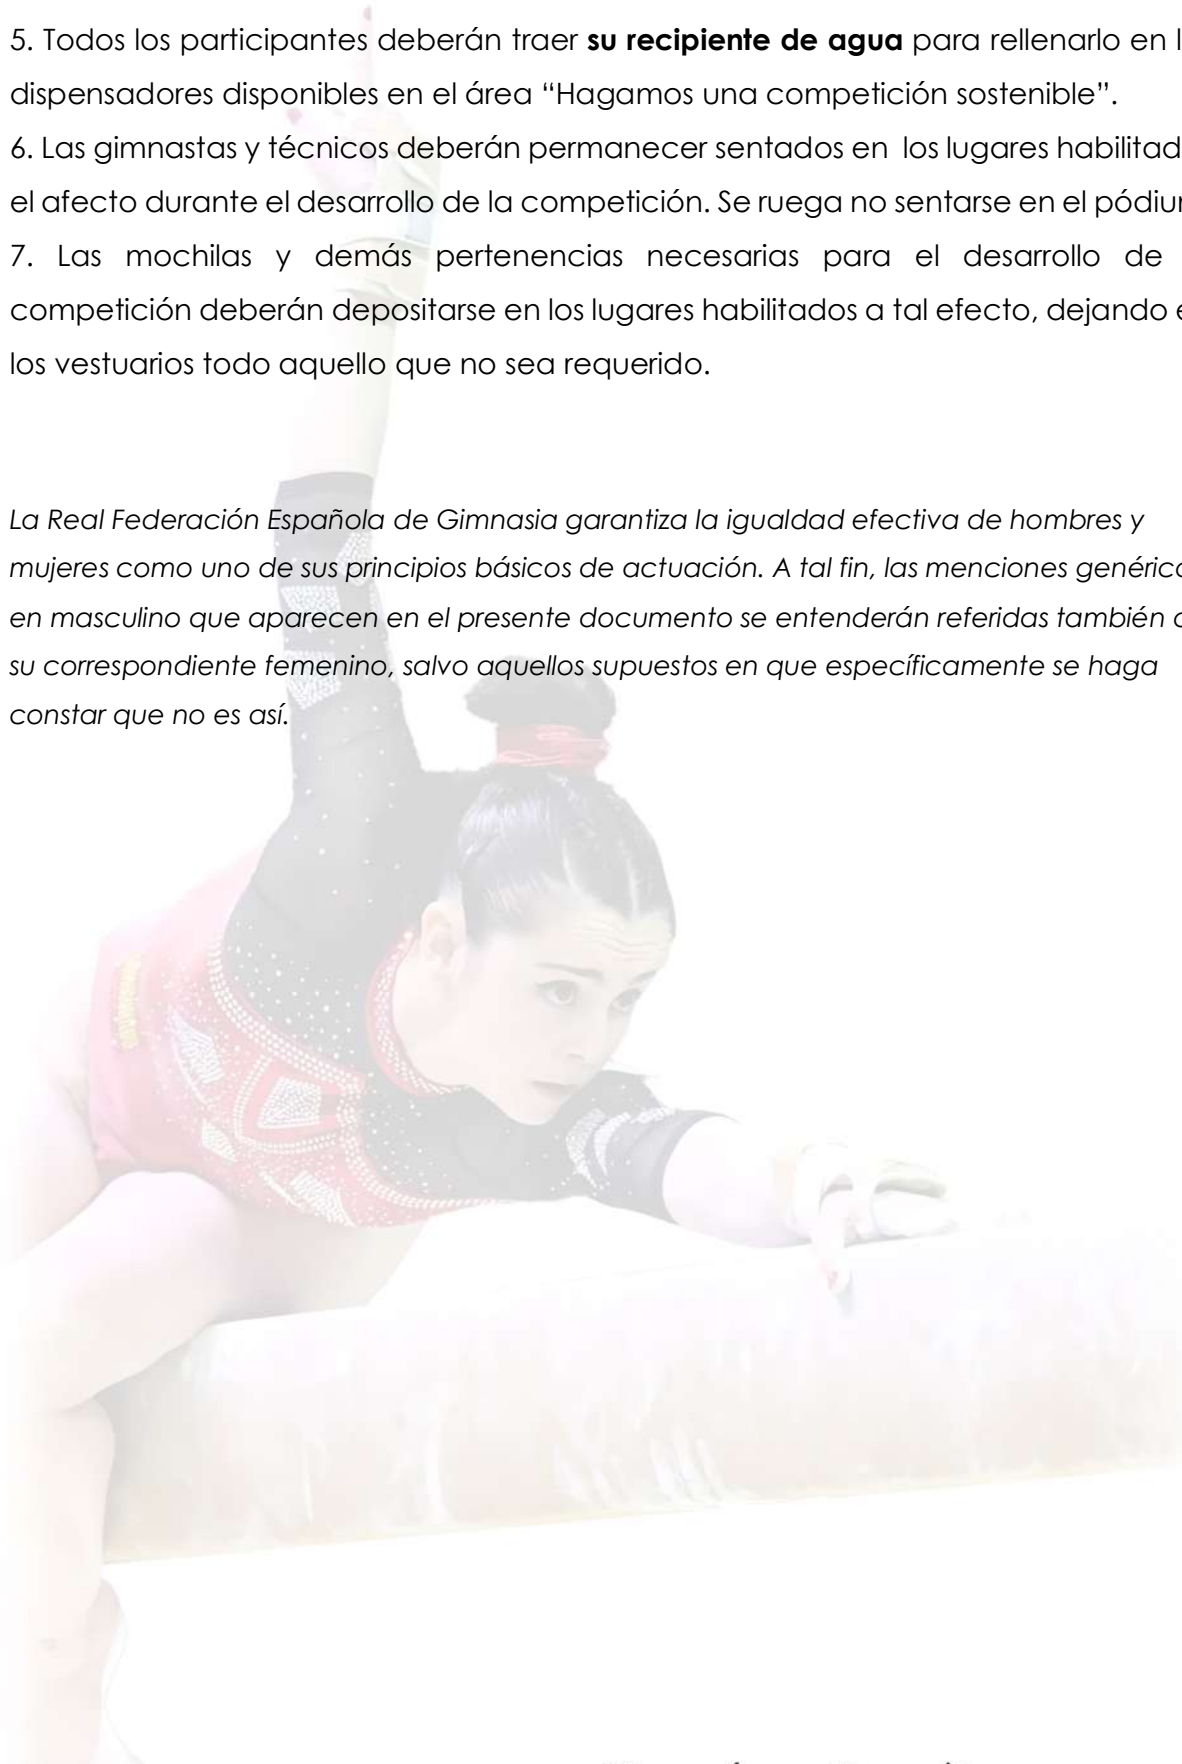 5. Todos los participantes deberán traer su recipiente de agua para rellenarlo en l
dispensadores disponibles en el área “Hagamos una competición sostenible”.
6. Las gimnastas y técnicos deberán permanecer sentados en los lugares habilitad
el afecto durante el desarrollo de la competición. Se ruega no sentarse en el pódiu
7. Las mochilas y demás pertenencias necesarias para el desarrollo de
competición deberán depositarse en los lugares habilitados a tal efecto, dejando e
los vestuarios todo aquello que no sea requerido.
La Real Federación Española de Gimnasia garantiza la igualdad efectiva de hombres y
mujeres como uno de sus principios básicos de actuación. A tal fin, las menciones genéric
en masculino que aparecen en el presente documento se entenderán referidas también a
su correspondiente femenino, salvo aquellos supuestos en que específicamente se haga
constar que no es así.